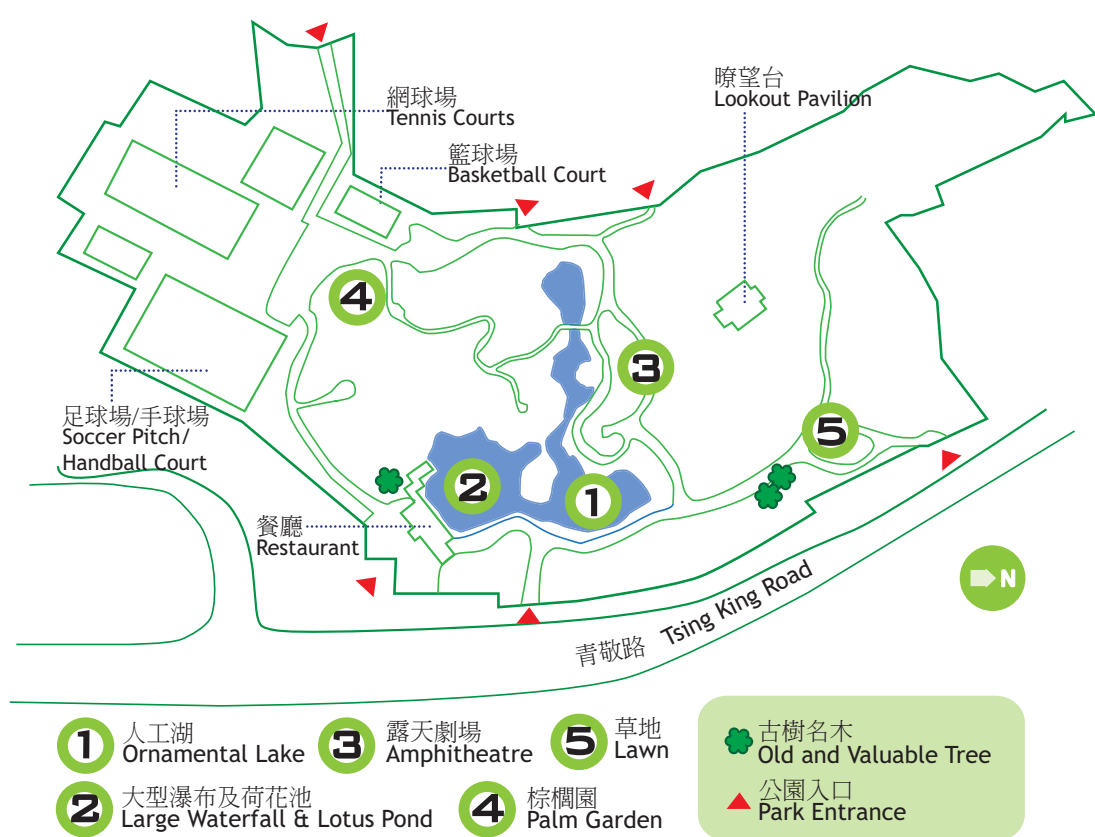 網球場
Tennis Courts
籃球場
Basketball Court
瞭望台
Lookout Pavilion
4
3
5
足球場/手球場
Soccer Pitch/
Handball Court
2
1
餐廳
Restaurant
N
青敬路 Tsing King Road
1 人工湖
Ornamental Lake
3 露天劇場
Amphitheatre
5 草地
Lawn
2 大型瀑布及荷花池
Large Waterfall & Lotus Pond
4 棕櫚園
Palm Garden
古樹名木
Old and Valuable Tree
公園入口
Park Entrance